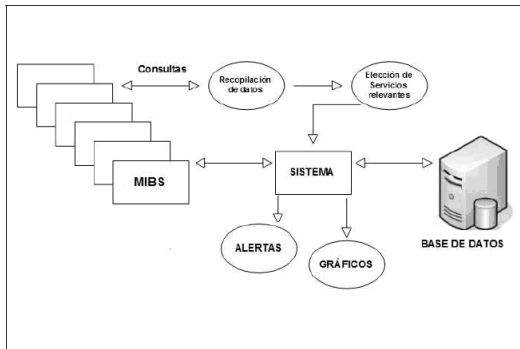 Consultas
Recopilación
de datos
Elección de
Servicios
relevantes
MIBS
SISTEMA
BASE DE DATOS
ALERTAS
GRÁFICOS